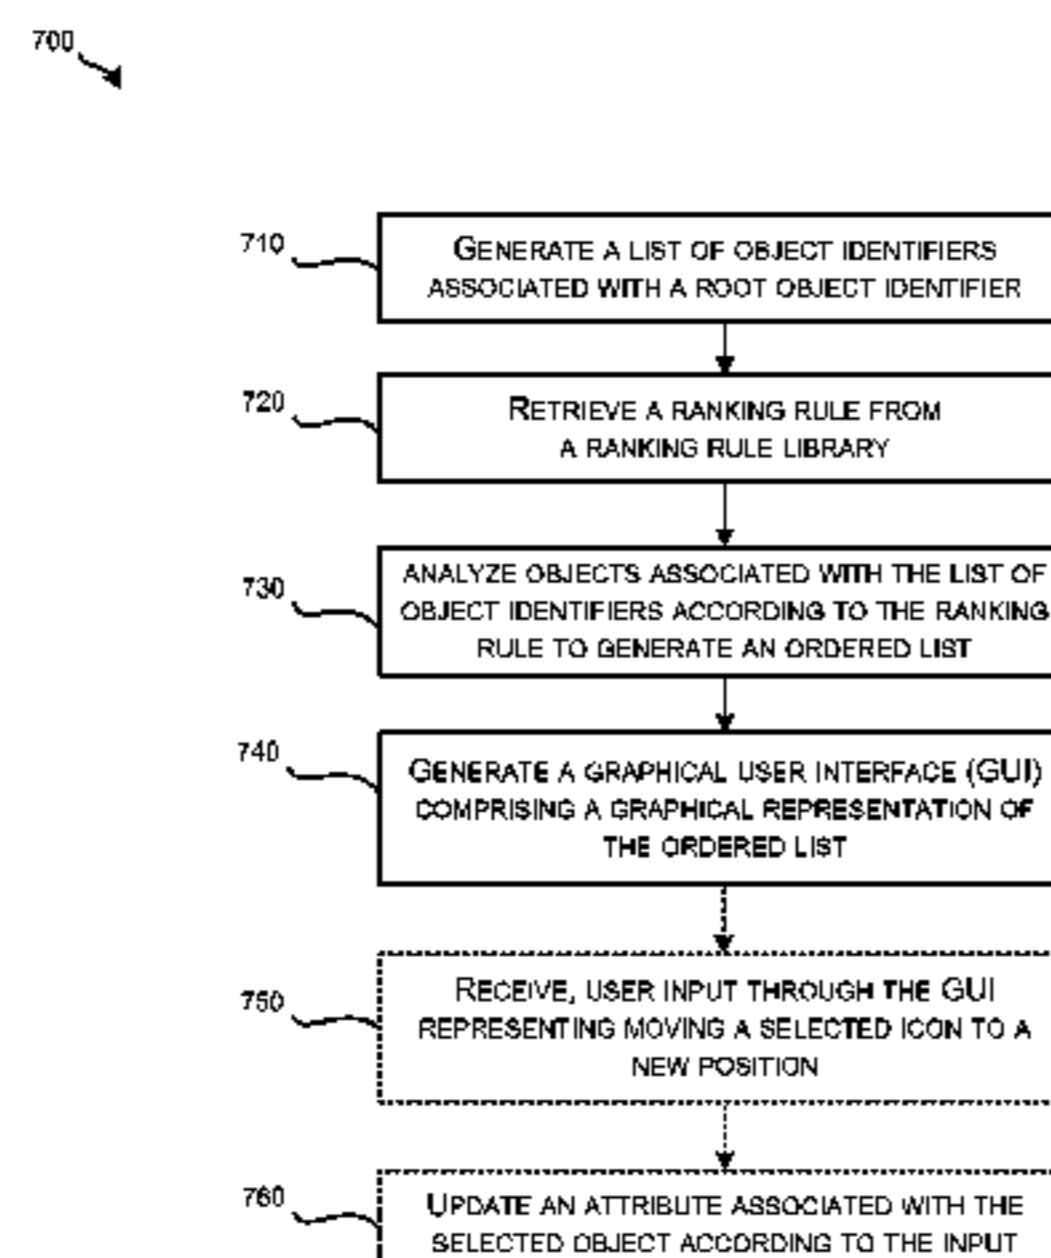 700
710
GENERATE A LIST OF OBJECT IDENTIFIERS
ASSOCIATED WITH A ROOT OBJECT IDENTIFIER
720
RETRIEVE A RANKING RULE FROM
A RANKING RULE LIBRARY
730
ANALYZE OBJECTS ASSOCIATED WITH THE LIST OF
OBJECT IDENTIFIERS ACCORDING TO THE RANKING
RULE TO GENERATE AN ORDERED LIST
740
GENERATE A GRAPHICAL USER INTERFACE (GUI)
COMPRISING A GRAPHICAL REPRESENTATION OF
THE ORDERED LIST
750
RECEIVE, USER INPUT THROUGH THE GUI
REPRESENTING MOVING A SELECTED ICON TO A
NEW POSITION
760
UPDATE AN ATTRIBUTE ASSOCIATED WITH THE
SELECTED OBJECT ACCORDING TO THE INPUT